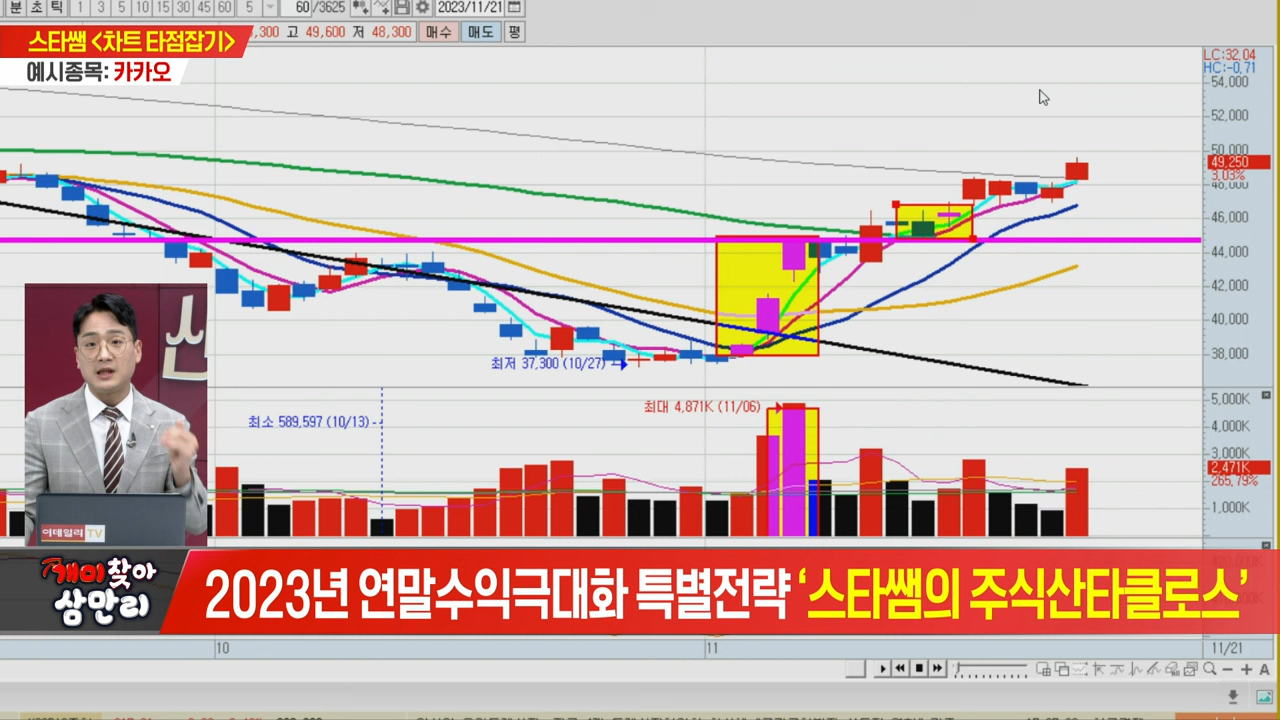 분 초 틱 1 3 5 10 15 30 45 60 5 60 /3625 2023/11/21
스타쌤 <차트 타점잡기>
,300 고 49,600 저 48,300 매수 매도 평
예시종목: 카카오
LC:32,04
HC:-0,71
54,000
52,000
50,000
49,250
3,03%
48,000
46,000
44,000
42,000
40,000
38,000
최저 37,300 (10/27)
최대 4,871K (11/06)
최소 589,597 (10/13)
5,000K
4,000K
3,000K
2,471K
265,79%
1,000K
이데일리 TV
개미찾아
삼만리
2023년 연말수익극대화 특별전략 ‘스타쌤의 주식산타클로스’
10 11 11/21
A